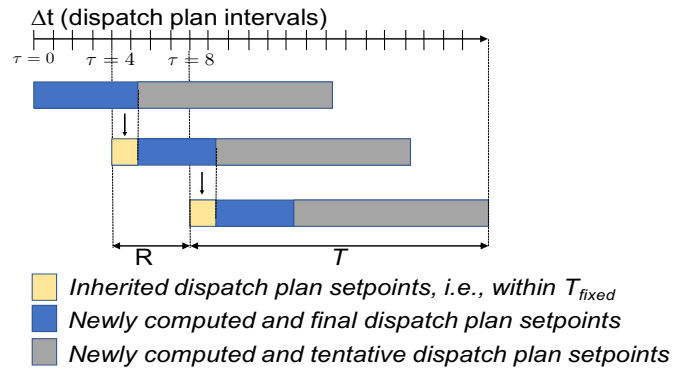 Δt (dispatch plan intervals)
τ = 0 τ = 4 τ = 8
R T
Inherited dispatch plan setpoints, i.e., within T_fixed
Newly computed and final dispatch plan setpoints
Newly computed and tentative dispatch plan setpoints